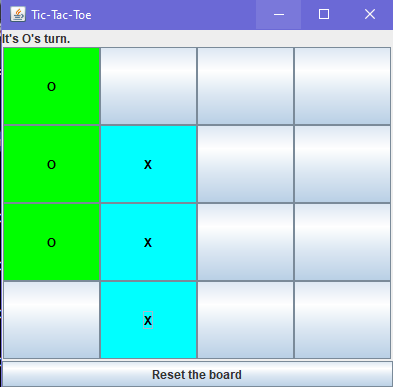 Tic-Tac-Toe
It's O's turn.
O
O X
O X
X
Reset the board